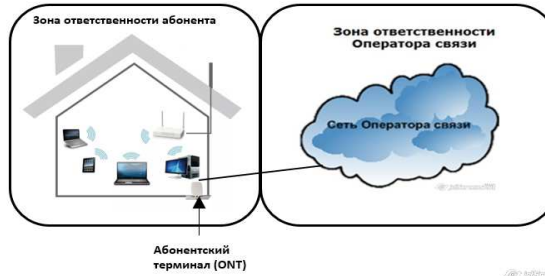 Зона ответственности абонента
Зона ответственности
Оператора связи
Сеть Оператора связи
Абонентский
терминал (ONT)